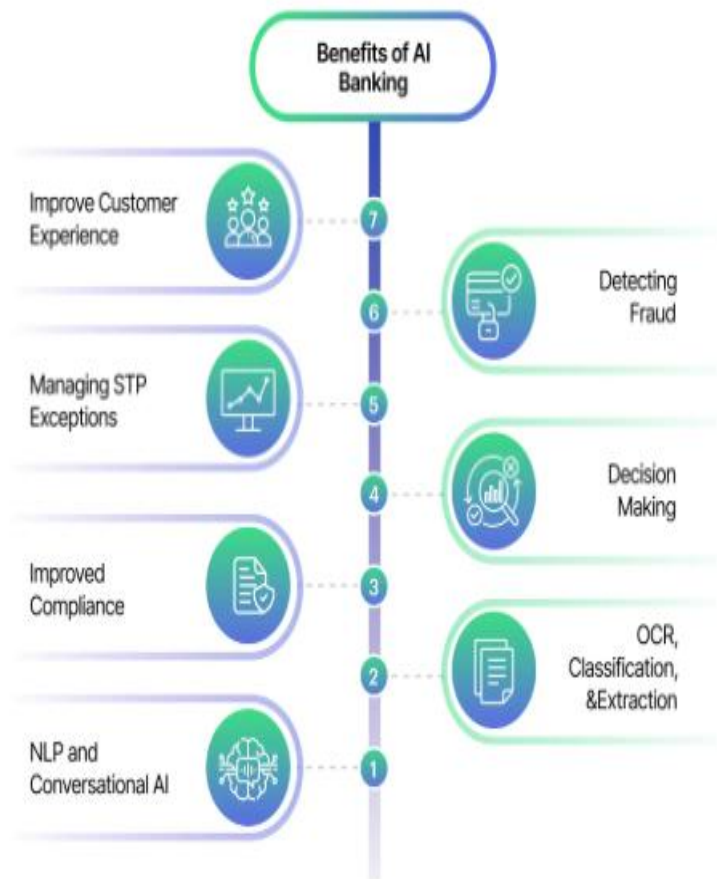 Benefits of AI
Banking
Improve Customer
Experience
7
6
Detecting
Fraud
Managing STP
Exceptions
5
4
Decision
Making
Improved
Compliance
3
2
OCR,
Classification,
&Extraction
NLP and
Conversational AI
1